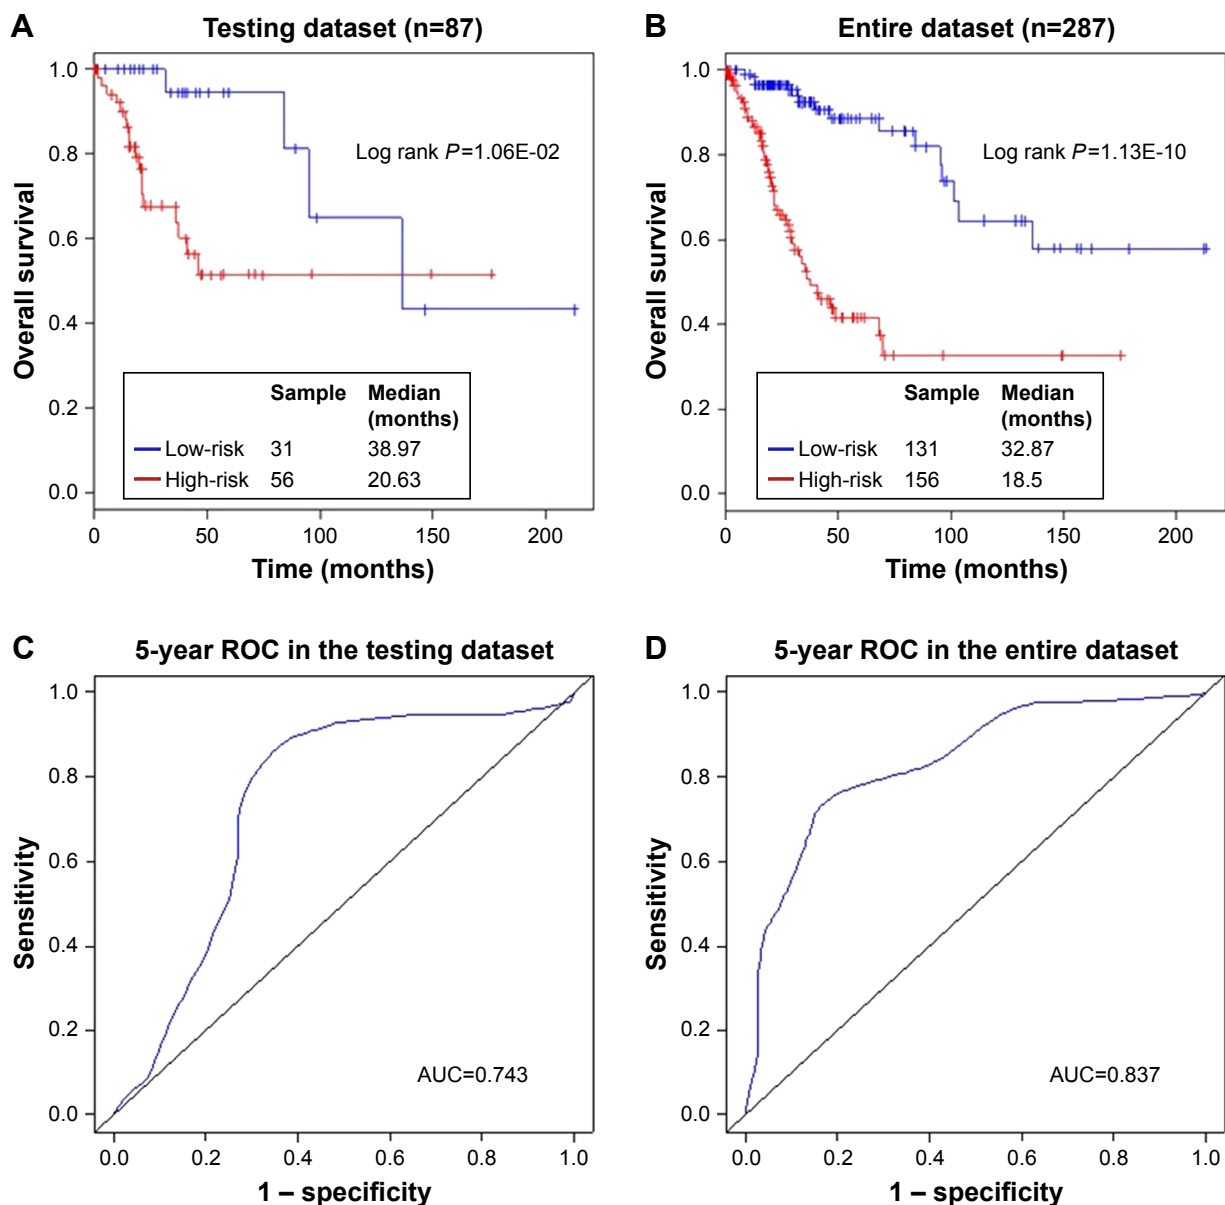 A
Testing dataset (n=87)
1.0
0.8
0.6
0.4
0.2
0.0
Overall survival
Log rank P=1.06E-02
Sample Median
(months)
Low-risk 31 38.97
High-risk 56 20.63
0 50 100 150 200
Time (months)
B
Entire dataset (n=287)
1.0
0.8
0.6
0.4
0.2
0.0
Overall survival
Log rank P=1.13E-10
Sample Median
(months)
Low-risk 131 32.87
High-risk 156 18.5
0 50 100 150 200
Time (months)
C
5-year ROC in the testing dataset
1.0
0.8
0.6
0.4
0.2
0.0
Sensitivity
AUC=0.743
0.0 0.2 0.4 0.6 0.8 1.0
1 – specificity
D
5-year ROC in the entire dataset
1.0
0.8
0.6
0.4
0.2
0.0
Sensitivity
AUC=0.837
0.0 0.2 0.4 0.6 0.8 1.0
1 – specificity